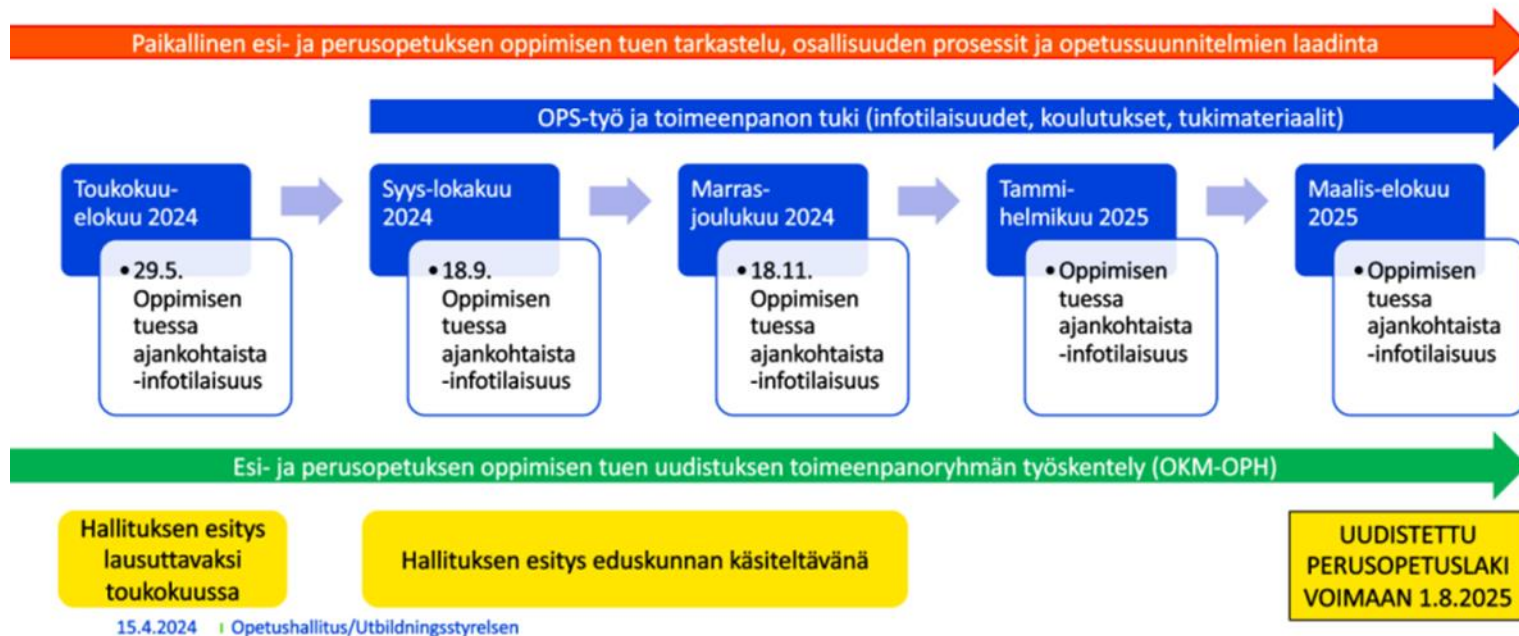 Paikallinen esi- ja perusopetuksen oppimisen tuen tarkastelu, osallisuuden prosessit ja opetussuunnitelmien laadinta
OPS-työ ja toimeenpanon tuki (infotilaisuudet, koulutukset, tukimateriaalit)
Toukokuu-
elokuu 2024
• 29.5.
Oppimisen
tuessa
ajankohtaista
-infotilaisuus
Syys-lokakuu
2024
• 18.9.
Oppimisen
tuessa
ajankohtaista
-infotilaisuus
Marras-
joulukuu 2024
• 18.11.
Oppimisen
tuessa
ajankohtaista
-infotilaisuus
Tammi-
helmikuu 2025
• Oppimisen
tuessa
ajankohtaista
-infotilaisuus
Maalis-elokuu
2025
• Oppimisen
tuessa
ajankohtaista
-infotilaisuus
Esi- ja perusopetuksen oppimisen tuen uudistuksen toimeenpanoryhmän työskentely (OKM-OPH)
Hallituksen esitys
lausuttavaksi
toukokuussa
Hallituksen esitys eduskunnan käsiteltävänä
UUDISTETTU
PERUSOPETUSLAKI
VOIMAAN 1.8.2025
15.4.2024 | Opetushallitus/Utbildningsstyrelsen